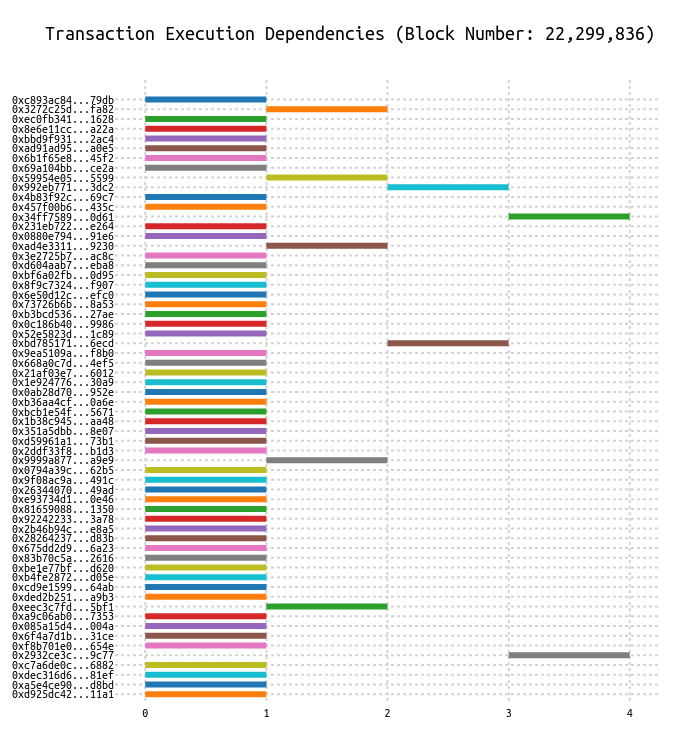 Transaction Execution Dependencies (Block Number: 22,299,836)
0xc893ac84...79db
0x3272c25d...fa82
0xec0fb341...1628
0x8e6e11cc...a22a
0xbbd9f931...2ac4
0xad91ad95...a0e5
0x6b1f65e8...45f2
0x69a104bb...ce2a
0x59954e05...5599
0x992eb771...3dc2
0x4b83f92c...69c7
0x457f00b6...435c
0x34ff7589...0d61
0x231eb722...e264
0x0880e794...91e6
0xad4e3311...9230
0x3e2725b7...ac8c
0xd604aab7...eba8
0xbf6a02fb...0d95
0x8f9c7324...f907
0x6e50d12c...efc0
0x73726b6b...8a53
0xb3bcd536...27ae
0x0c186b40...9986
0x52e5823d...1c89
0xbd785171...6ecd
0x9ea5109a...f8b0
0x668a0c7d...4ef5
0x21af03e7...6012
0x1e924776...30a9
0x0ab28d70...952e
0xb36aa4cf...0a6e
0xbcb1e54f...5671
0x1b38c945...aa48
0x351a5dbb...8e07
0xd59961a1...73b1
0x2ddf33f8...b1d3
0x9999a877...a9e9
0x0794a39c...62b5
0x9f08ac9a...491c
0x26344070...49ad
0xe93734d1...0e46
0x81659088...1350
0x92242233...3a78
0x2b46b94c...e8a5
0x28264237...d83b
0x675dd2d9...6a23
0x83b70c5a...2616
0xbe1e77bf...d620
0xb4fe2872...d05e
0xcd9e1599...64ab
0xded2b251...a9b3
0xeec3c7fd...5bf1
0xa9c06ab0...7353
0x085a15d4...004a
0x6f4a7d1b...31ce
0xf8b701e0...654e
0x2932ce3c...9c77
0xc7a6de0c...6882
0xdec316d6...81ef
0xa5e4ce90...d8bd
0xd925dc42...11a1
0 1 2 3 4